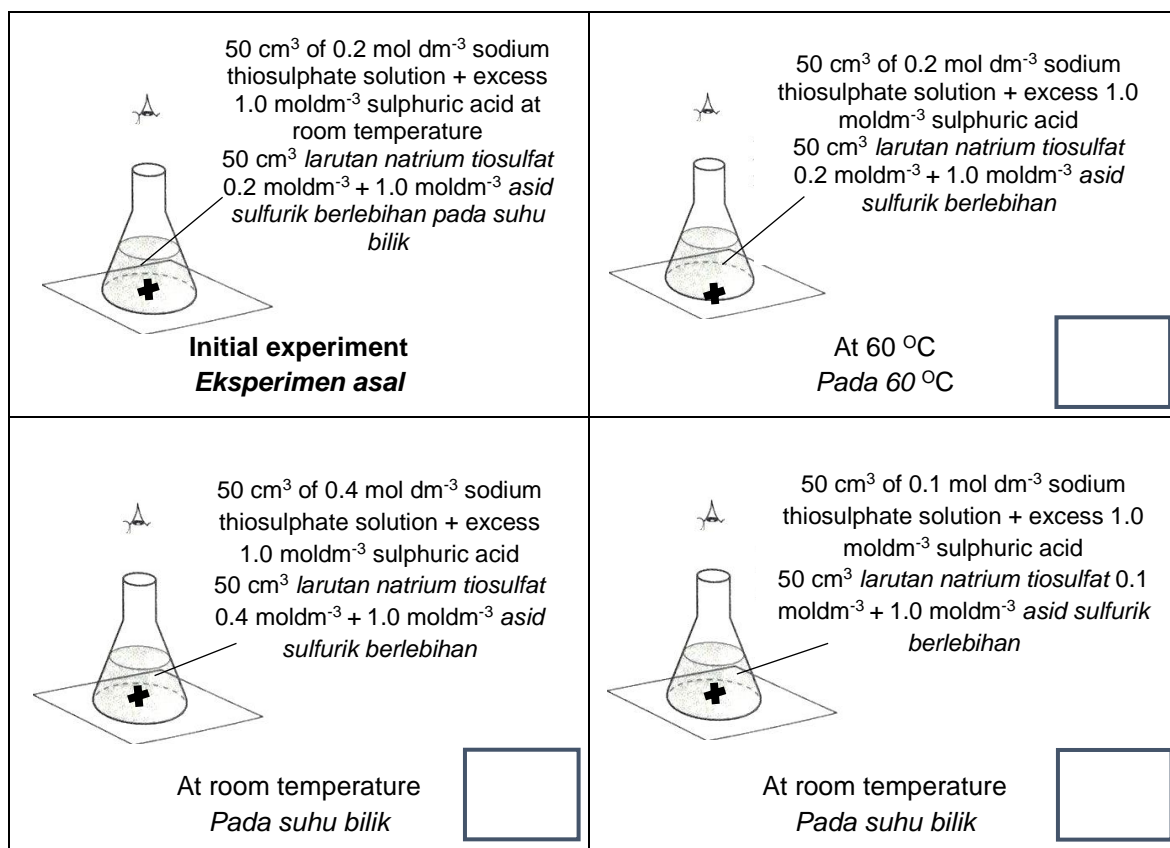 50 cm³ of 0.2 mol dm⁻³ sodium
thiosulphate solution + excess
1.0 moldm⁻³ sulphuric acid at
room temperature
50 cm³ larutan natrium tiosulfat
0.2 moldm⁻³ + 1.0 moldm⁻³ asid
sulfurik berlebihan pada suhu
bilik
Initial experiment
Eksperimen asal
50 cm³ of 0.2 mol dm⁻³ sodium
thiosulphate solution + excess 1.0
moldm⁻³ sulphuric acid
50 cm³ larutan natrium tiosulfat
0.2 moldm⁻³ + 1.0 moldm⁻³ asid
sulfurik berlebihan
At 60 ᴼC
Pada 60 ᴼC
50 cm³ of 0.4 mol dm⁻³ sodium
thiosulphate solution + excess
1.0 moldm⁻³ sulphuric acid
50 cm³ larutan natrium tiosulfat
0.4 moldm⁻³ + 1.0 moldm⁻³ asid
sulfurik berlebihan
At room temperature
Pada suhu bilik
50 cm³ of 0.1 mol dm⁻³ sodium
thiosulphate solution + excess 1.0
moldm⁻³ sulphuric acid
50 cm³ larutan natrium tiosulfat 0.1
moldm⁻³ + 1.0 moldm⁻³ asid sulfurik
berlebihan
At room temperature
Pada suhu bilik